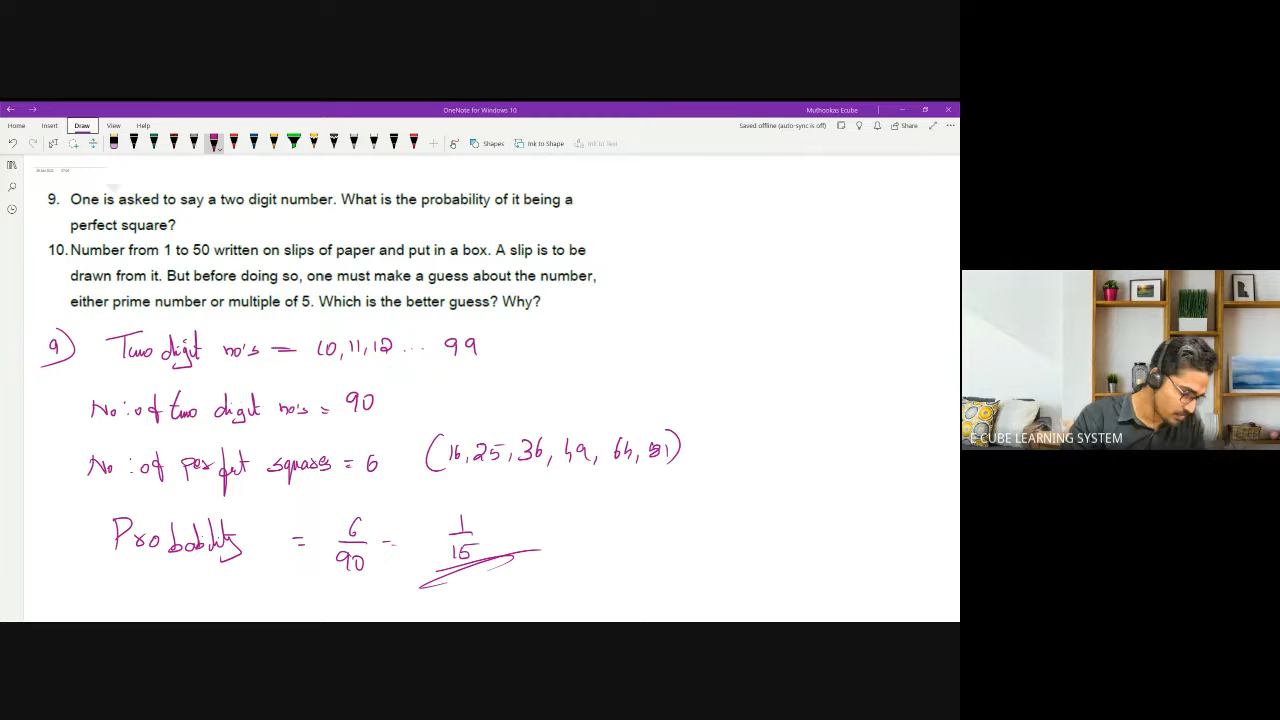 OneNote for Windows 10
Muthookas Ecube
Home Insert Draw View Help
Saved offline (auto-sync is off)
Share
Shapes
Ink to Shape
Ink to Text
9. One is asked to say a two digit number. What is the probability of it being a
perfect square?
10. Number from 1 to 50 written on slips of paper and put in a box. A slip is to be
drawn from it. But before doing so, one must make a guess about the number,
either prime number or multiple of 5. Which is the better guess? Why?
9) Two digit no's = 10, 11, 12 ... 99
No: of two digit no's = 90
No: of perfect squares = 6 (16, 25, 36, 49, 64, 81)
Probability = 6/90 = 1/15
E CUBE LEARNING SYSTEM